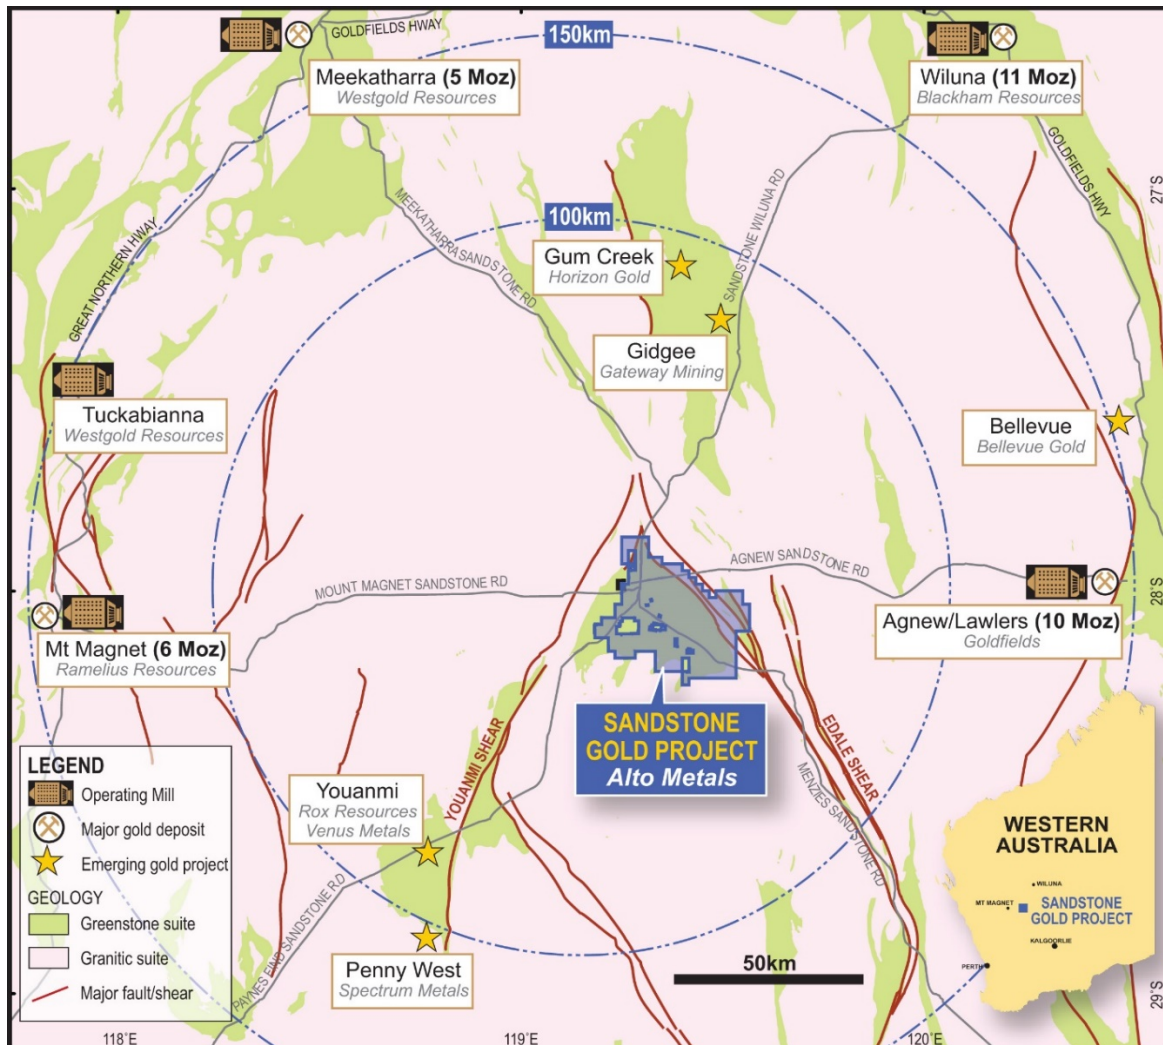 GOLDFIELDS HWY
150km
Meekatharra (5 Moz)
Westgold Resources
Wiluna (11 Moz)
Blackham Resources
GOLDFIELDS HWY
27°S
GREAT NORTHERN HWY
MEEKATHARRA SANDSTONE RD
100km
SANDSTONE WILUNA RD
Gum Creek
Horizon Gold
Gidgee
Gateway Mining
Tuckabianna
Westgold Resources
Bellevue
Bellevue Gold
MOUNT MAGNET SANDSTONE RD
AGNEW SANDSTONE RD
28°S
Mt Magnet (6 Moz)
Ramelius Resources
Agnew/Lawlers (10 Moz)
Goldfields
SANDSTONE
GOLD PROJECT
Alto Metals
YOUANMI SHEAR
EDALE SHEAR
MENZIES SANDSTONE RD
Youanmi
Rox Resources
Venus Metals
PAYNES FIND SANDSTONE RD
Penny West
Spectrum Metals
50km
LEGEND
Operating Mill
Major gold deposit
Emerging gold project
GEOLOGY
Greenstone suite
Granitic suite
Major fault/shear
WESTERN
AUSTRALIA
WILUNA
MT MAGNET
SANDSTONE
GOLD PROJECT
KALGOORLIE
PERTH
29°S
118°E
119°E
120°E